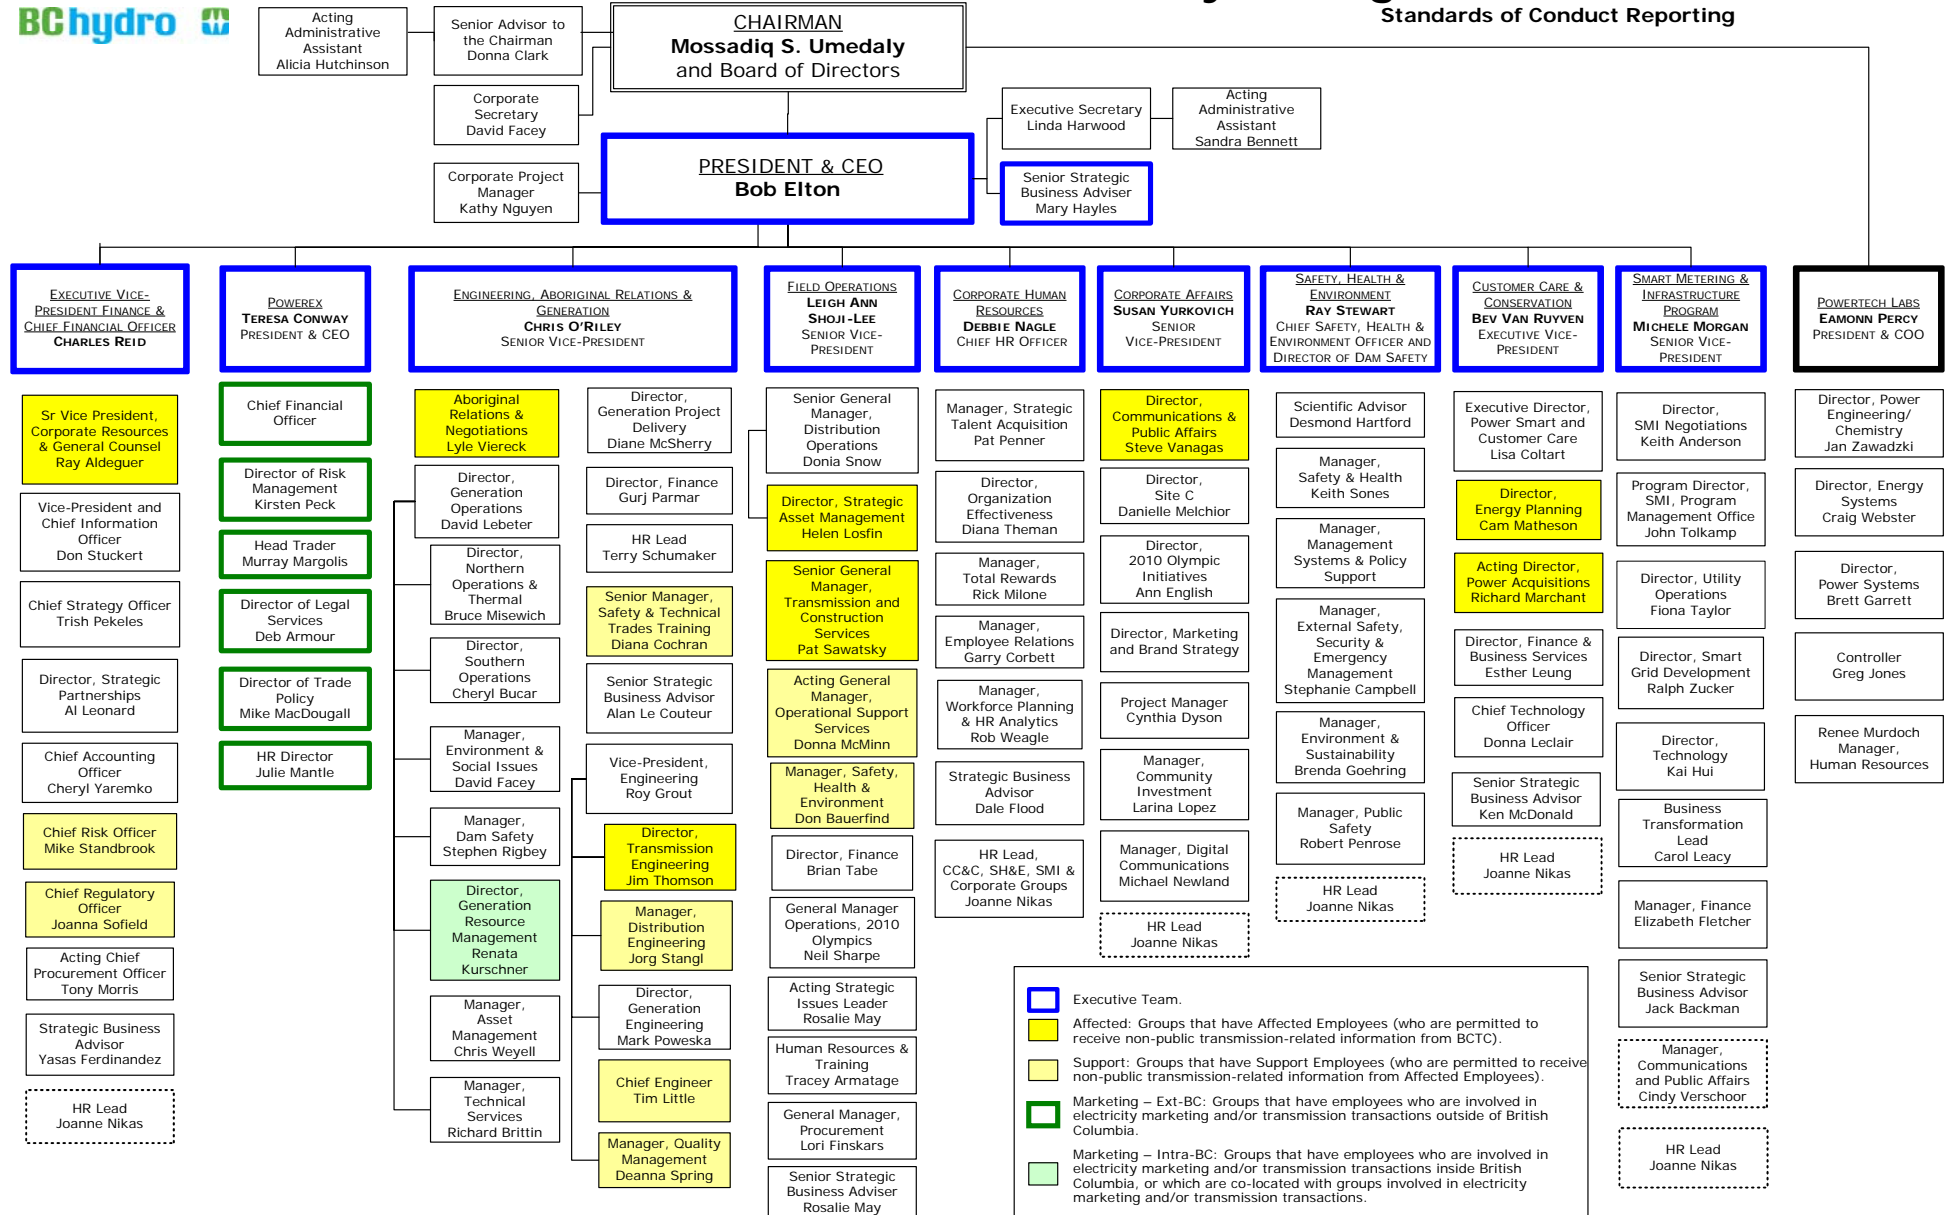 BChydro
Standards of Conduct Reporting
Acting
Administrative
Assistant
Alicia Hutchinson
Senior Advisor to
the Chairman
Donna Clark
CHAIRMAN
Mossadiq S. Umedaly
and Board of Directors
Corporate
Secretary
David Facey
Executive Secretary
Linda Harwood
Acting
Administrative
Assistant
Sandra Bennett
Corporate Project
Manager
Kathy Nguyen
PRESIDENT & CEO
Bob Elton
Senior Strategic
Business Adviser
Mary Hayles
EXECUTIVE VICE-
PRESIDENT FINANCE &
CHIEF FINANCIAL OFFICER
CHARLES REID
POWEREX
TERESA CONWAY
PRESIDENT & CEO
ENGINEERING, ABORIGINAL RELATIONS &
GENERATION
CHRIS O'RILEY
SENIOR VICE-PRESIDENT
FIELD OPERATIONS
LEIGH ANN
SHOJI-LEE
SENIOR VICE-
PRESIDENT
CORPORATE HUMAN
RESOURCES
DEBBIE NAGLE
CHIEF HR OFFICER
CORPORATE AFFAIRS
SUSAN YURKOVICH
SENIOR
VICE-PRESIDENT
SAFETY, HEALTH &
ENVIRONMENT
RAY STEWART
CHIEF SAFETY, HEALTH &
ENVIRONMENT OFFICER AND
DIRECTOR OF DAM SAFETY
CUSTOMER CARE &
CONSERVATION
BEV VAN RUYVEN
EXECUTIVE VICE-
PRESIDENT
SMART METERING &
INFRASTRUCTURE
PROGRAM
MICHELE MORGAN
SENIOR VICE-
PRESIDENT
POWERTECH LABS
EAMONN PERCY
PRESIDENT & COO
Sr Vice President,
Corporate Resources
& General Counsel
Ray Aldeguer
Vice-President and
Chief Information
Officer
Don Stuckert
Chief Strategy Officer
Trish Pekeles
Director, Strategic
Partnerships
Al Leonard
Chief Accounting
Officer
Cheryl Yaremko
Chief Risk Officer
Mike Standbrook
Chief Regulatory
Officer
Joanna Sofield
Acting Chief
Procurement Officer
Tony Morris
Strategic Business
Advisor
Yasas Ferdinandez
HR Lead
Joanne Nikas
Chief Financial
Officer
Director of Risk
Management
Kirsten Peck
Head Trader
Murray Margolis
Director of Legal
Services
Deb Armour
Director of Trade
Policy
Mike MacDougall
HR Director
Julie Mantle
Aboriginal
Relations &
Negotiations
Lyle Viereck
Director,
Generation
Operations
David Lebeter
Director,
Northern
Operations &
Thermal
Bruce Misewich
Director,
Southern
Operations
Cheryl Bucar
Manager,
Environment &
Social Issues
David Facey
Manager,
Dam Safety
Stephen Rigbey
Director,
Generation
Resource
Management
Renata
Kurschner
Manager,
Asset
Management
Chris Weyell
Manager,
Technical
Services
Richard Brittin
Director,
Generation Project
Delivery
Diane McSherry
Director, Finance
Gurj Parmar
HR Lead
Terry Schumaker
Senior Manager,
Safety & Technical
Trades Training
Diana Cochran
Senior Strategic
Business Advisor
Alan Le Couteur
Vice-President,
Engineering
Roy Grout
Director,
Transmission
Engineering
Jim Thomson
Manager,
Distribution
Engineering
Jorg Stangl
Director,
Generation
Engineering
Mark Poweska
Chief Engineer
Tim Little
Manager, Quality
Management
Deanna Spring
Senior General
Manager,
Distribution
Operations
Donia Snow
Director, Strategic
Asset Management
Helen Losfin
Senior General
Manager,
Transmission and
Construction
Services
Pat Sawatsky
Acting General
Manager,
Operational Support
Services
Donna McMinn
Manager, Safety,
Health &
Environment
Don Bauerfind
Director, Finance
Brian Tabe
General Manager
Operations, 2010
Olympics
Neil Sharpe
Acting Strategic
Issues Leader
Rosalie May
Human Resources &
Training
Tracey Armatage
General Manager,
Procurement
Lori Finskars
Senior Strategic
Business Adviser
Rosalie May
Manager, Strategic
Talent Acquisition
Pat Penner
Director,
Organization
Effectiveness
Diana Theman
Manager,
Total Rewards
Rick Milone
Manager,
Employee Relations
Garry Corbett
Manager,
Workforce Planning
& HR Analytics
Rob Weagle
Strategic Business
Advisor
Dale Flood
HR Lead,
CC&C, SH&E, SMI &
Corporate Groups
Joanne Nikas
Director,
Communications &
Public Affairs
Steve Vanagas
Director,
Site C
Danielle Melchior
Director,
2010 Olympic
Initiatives
Ann English
Director, Marketing
and Brand Strategy
Project Manager
Cynthia Dyson
Manager,
Community
Investment
Larina Lopez
Manager, Digital
Communications
Michael Newland
HR Lead
Joanne Nikas
Scientific Advisor
Desmond Hartford
Manager,
Safety & Health
Keith Sones
Manager,
Management
Systems & Policy
Support
Manager,
External Safety,
Security &
Emergency
Management
Stephanie Campbell
Manager,
Environment &
Sustainability
Brenda Goehring
Manager, Public
Safety
Robert Penrose
HR Lead
Joanne Nikas
Executive Director,
Power Smart and
Customer Care
Lisa Coltart
Director,
Energy Planning
Cam Matheson
Acting Director,
Power Acquisitions
Richard Marchant
Director, Finance &
Business Services
Esther Leung
Chief Technology
Officer
Donna Leclair
Senior Strategic
Business Advisor
Ken McDonald
HR Lead
Joanne Nikas
Director,
SMI Negotiations
Keith Anderson
Program Director,
SMI, Program
Management Office
John Tolkamp
Director, Utility
Operations
Fiona Taylor
Director, Smart
Grid Development
Ralph Zucker
Director,
Technology
Kai Hui
Business
Transformation
Lead
Carol Leacy
Manager, Finance
Elizabeth Fletcher
Senior Strategic
Business Advisor
Jack Backman
Manager,
Communications
and Public Affairs
Cindy Verschoor
HR Lead
Joanne Nikas
Director, Power
Engineering/
Chemistry
Jan Zawadzki
Director, Energy
Systems
Craig Webster
Director,
Power Systems
Brett Garrett
Controller
Greg Jones
Renee Murdoch
Manager,
Human Resources
Executive Team.
Affected: Groups that have Affected Employees (who are permitted to
receive non-public transmission-related information from BCTC).
Support: Groups that have Support Employees (who are permitted to receive
non-public transmission-related information from Affected Employees).
Marketing – Ext-BC: Groups that have employees who are involved in
electricity marketing and/or transmission transactions outside of British
Columbia.
Marketing – Intra-BC: Groups that have employees who are involved in
electricity marketing and/or transmission transactions inside British
Columbia, or which are co-located with groups involved in electricity
marketing and/or transmission transactions.